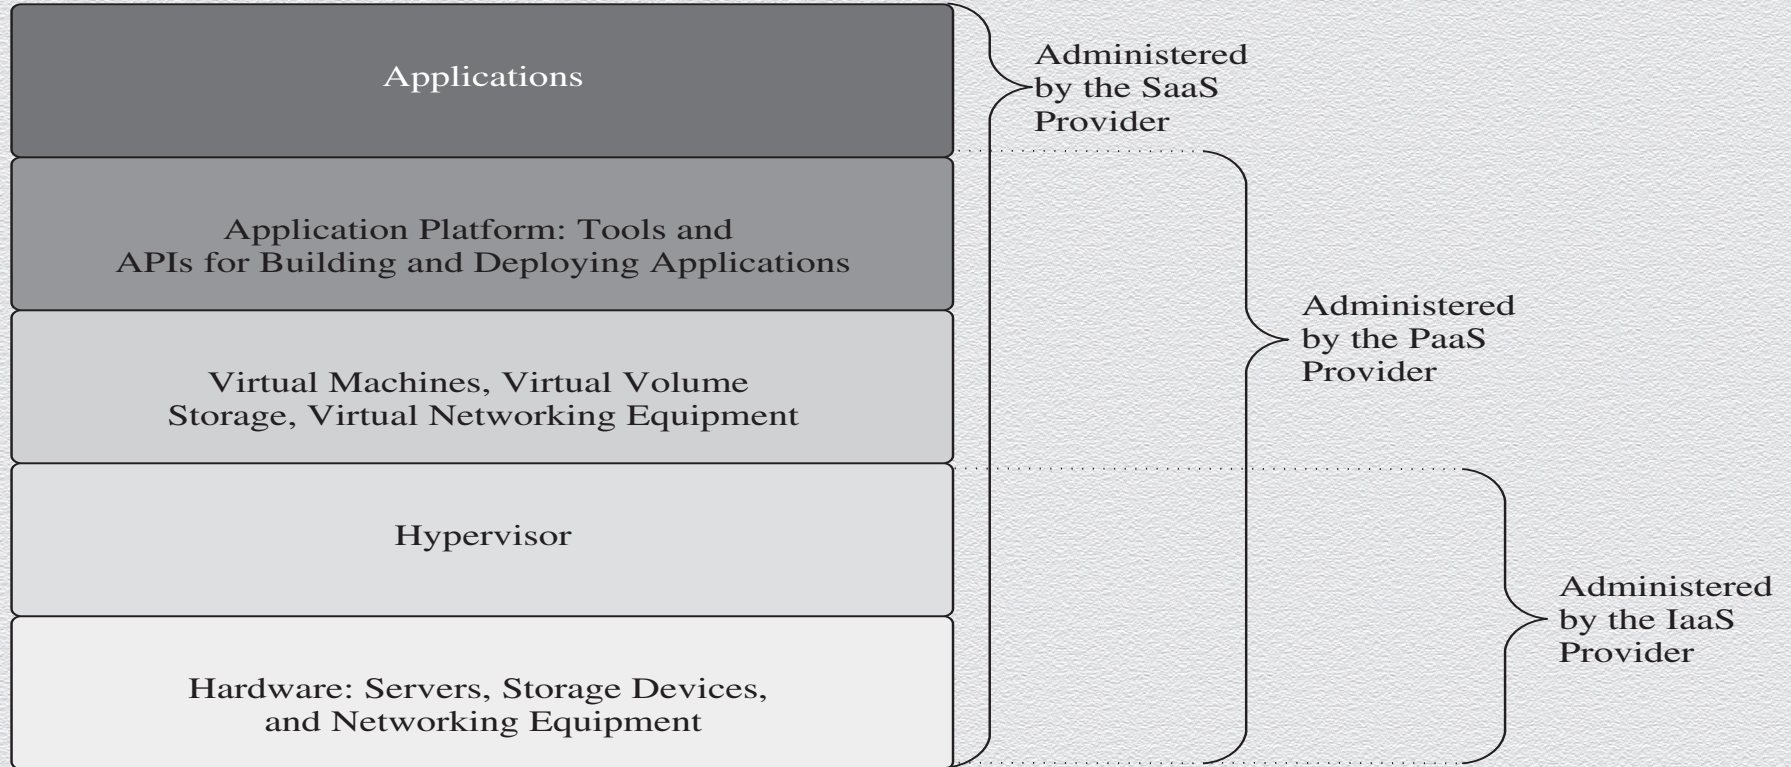 Applications
Administered
by the SaaS
Provider
Application Platform: Tools and
APIs for Building and Deploying Applications
Virtual Machines, Virtual Volume
Storage, Virtual Networking Equipment
Administered
by the PaaS
Provider
Hypervisor
Hardware: Servers, Storage Devices,
and Networking Equipment
Administered
by the IaaS
Provider